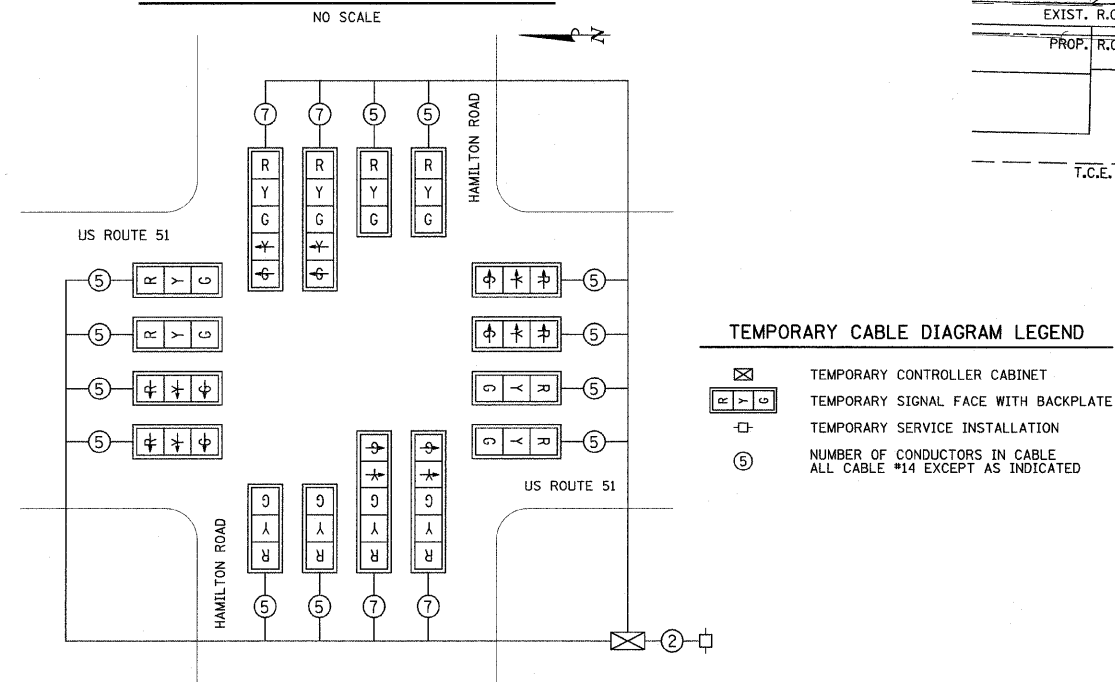 NO SCALE
N
EXIST. R.O
PROP. R.O
T.C.E.
HAMILTON ROAD
7
7
5
5
R
Y
G
Y
G
R
Y
G
Y
G
R
Y
G
R
Y
G
US ROUTE 51
5
R Y G
5
R Y G
5
R Y G
5
R Y G
G Y R
5
G Y R
5
G Y R
5
G Y R
5
US ROUTE 51
HAMILTON ROAD
G
Y
R
G
Y
R
G
Y
G
Y
R
G
Y
G
Y
R
5
5
7
7
2
TEMPORARY CABLE DIAGRAM LEGEND
TEMPORARY CONTROLLER CABINET
R Y G TEMPORARY SIGNAL FACE WITH BACKPLATE
TEMPORARY SERVICE INSTALLATION
5 NUMBER OF CONDUCTORS IN CABLE
ALL CABLE #14 EXCEPT AS INDICATED